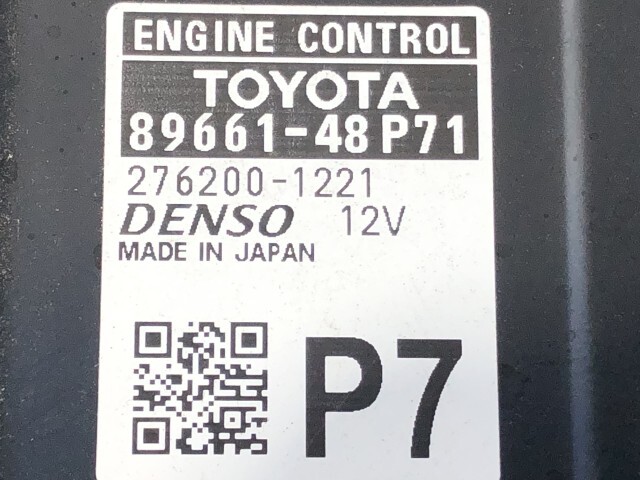 ENGINE CONTROL
TOYOTA
89661-48P71
276200-1221
DENSO 12V
MADE IN JAPAN
P7